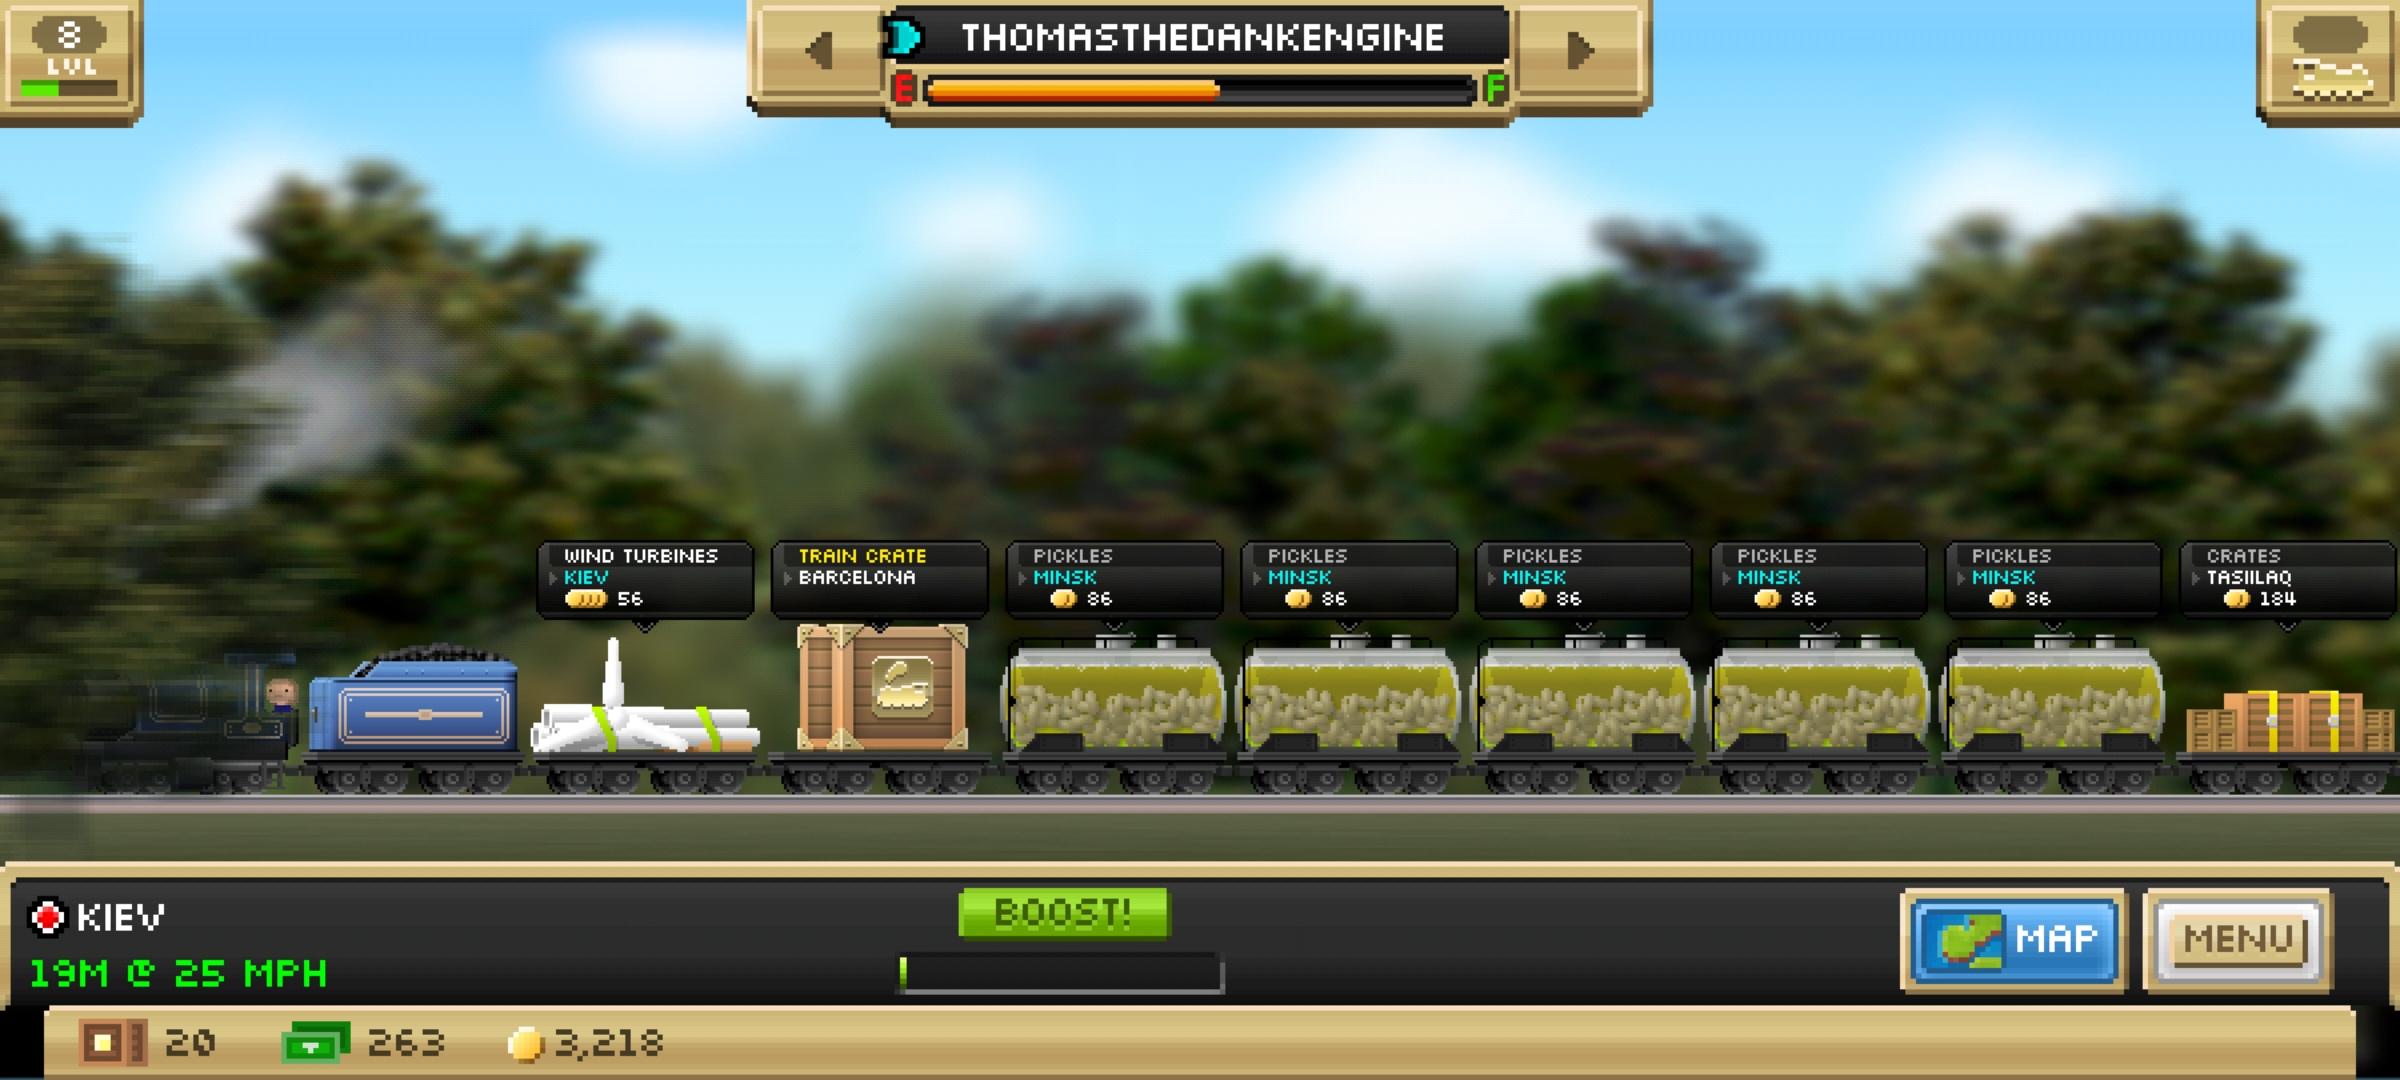 8
LVL
THOMASTHEDANKENGINE
E F
WIND TURBINES
KIEV
56
TRAIN CRATE
BARCELONA
PICKLES
MINSK
86
PICKLES
MINSK
86
PICKLES
MINSK
86
PICKLES
MINSK
86
PICKLES
MINSK
86
CRATES
TASIILAQ
184
KIEV
19M @ 25 MPH
BOOST!
MAP
MENU
20
263
3,218